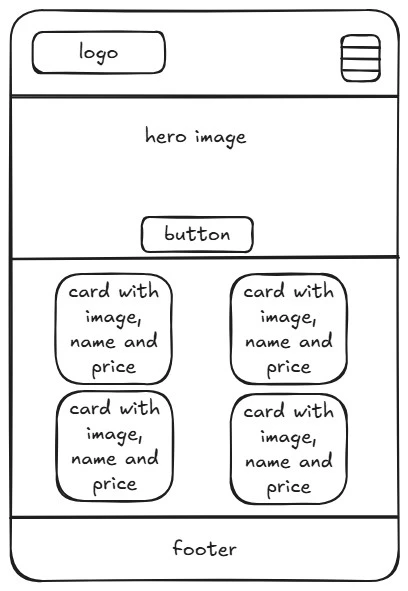 logo
hero image
button
card with
image,
name and
price
card with
image,
name and
price
card with
image,
name and
price
card with
image,
name and
price
footer